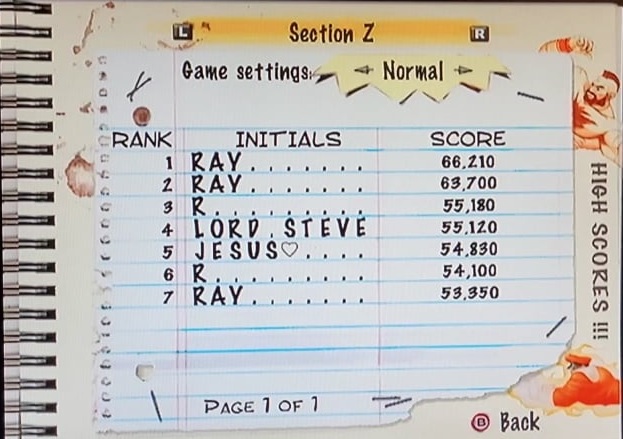 L Section Z R
Game settings: Normal
RANK INITIALS SCORE
1 RAY....... 66,210
2 RAY....... 63,700
3 R......... 55,180
4 LORD.STEVE 55,120
5 JESUS♡.... 54,830
6 R......... 54,100
7 RAY....... 53,350
HIGH SCORES !!!
PAGE 1 OF 1
B Back